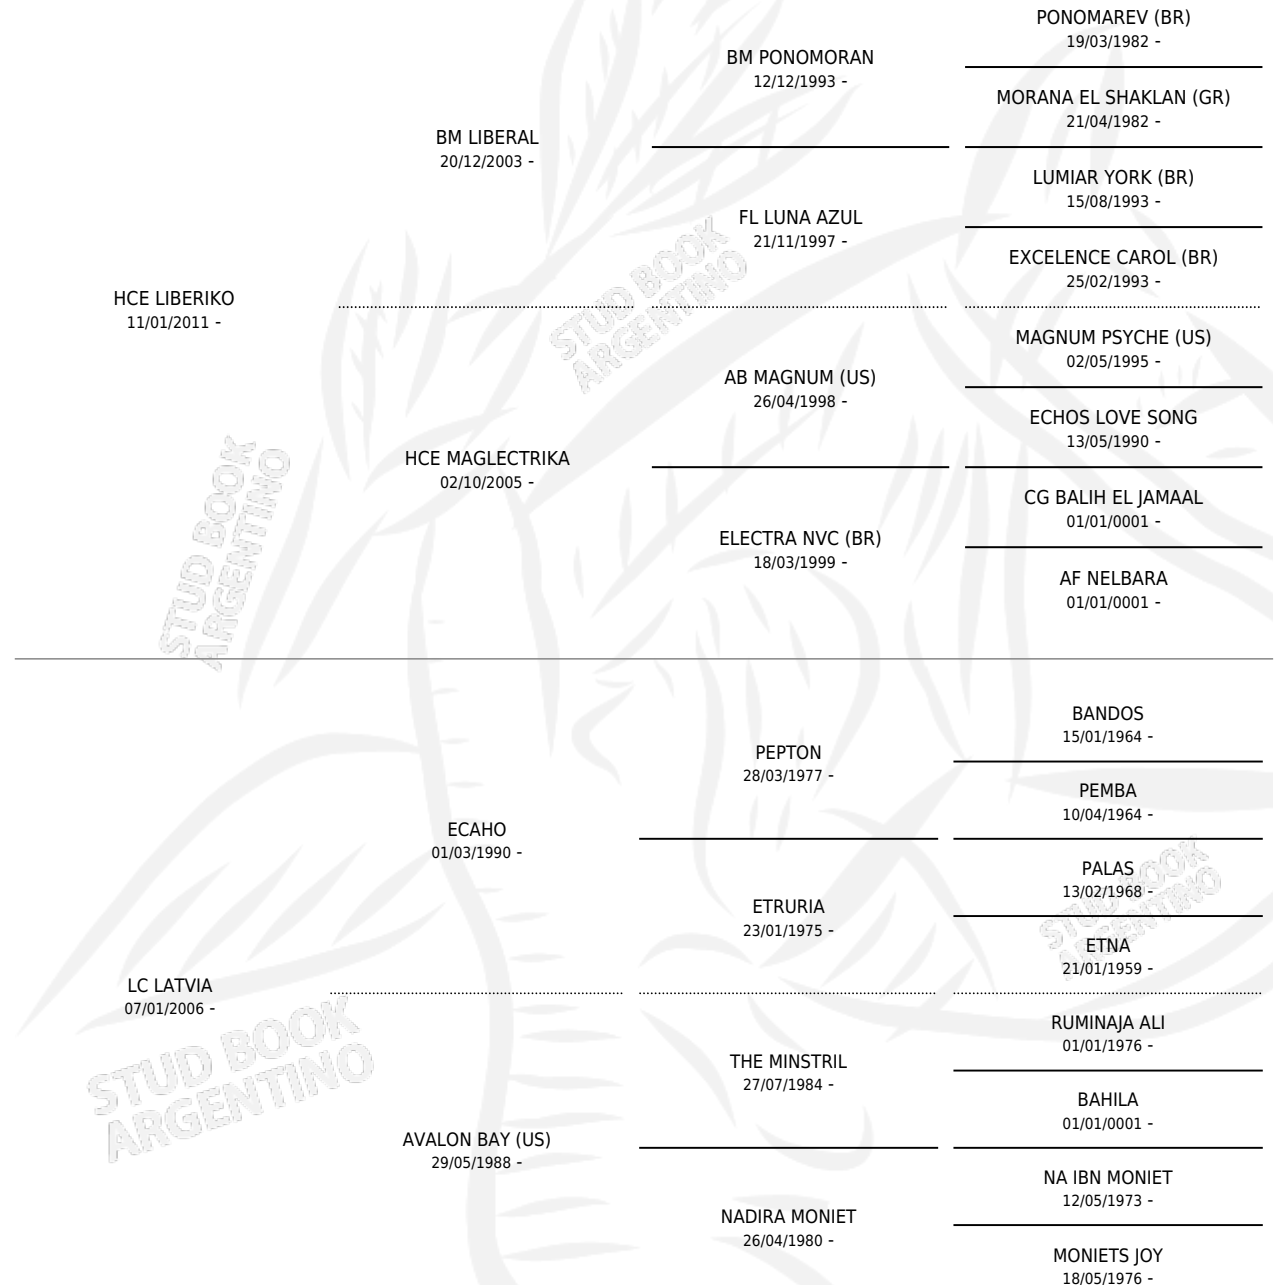 PONOMAREV (BR)
19/03/1982 -
BM PONOMORAN
12/12/1993 -
MORANA EL SHAKLAN (GR)
21/04/1982 -
BM LIBERAL
20/12/2003 -
LUMIAR YORK (BR)
15/08/1993 -
FL LUNA AZUL
21/11/1997 -
EXCELENCE CAROL (BR)
25/02/1993 -
HCE LIBERIKO
11/01/2011 -
MAGNUM PSYCHE (US)
02/05/1995 -
AB MAGNUM (US)
26/04/1998 -
ECHOS LOVE SONG
13/05/1990 -
HCE MAGLECTRIKA
02/10/2005 -
CG BALIH EL JAMAAL
01/01/0001 -
ELECTRA NVC (BR)
18/03/1999 -
AF NELBARA
01/01/0001 -
BANDOS
15/01/1964 -
PEPTON
28/03/1977 -
PEMBA
10/04/1964 -
ECAHO
01/03/1990 -
PALAS
13/02/1968 -
ETRURIA
23/01/1975 -
ETNA
21/01/1959 -
LC LATVIA
07/01/2006 -
RUMINAJA ALI
01/01/1976 -
THE MINSTRIL
27/07/1984 -
BAHILA
01/01/0001 -
AVALON BAY (US)
29/05/1988 -
NA IBN MONIET
12/05/1973 -
NADIRA MONIET
26/04/1980 -
MONIETS JOY
18/05/1976 -
STUD BOOK
ARGENTINO
STUD BOOK
ARGENTINO
STUD BOOK
ARGENTINO
STUD BOOK
ARGENTINO